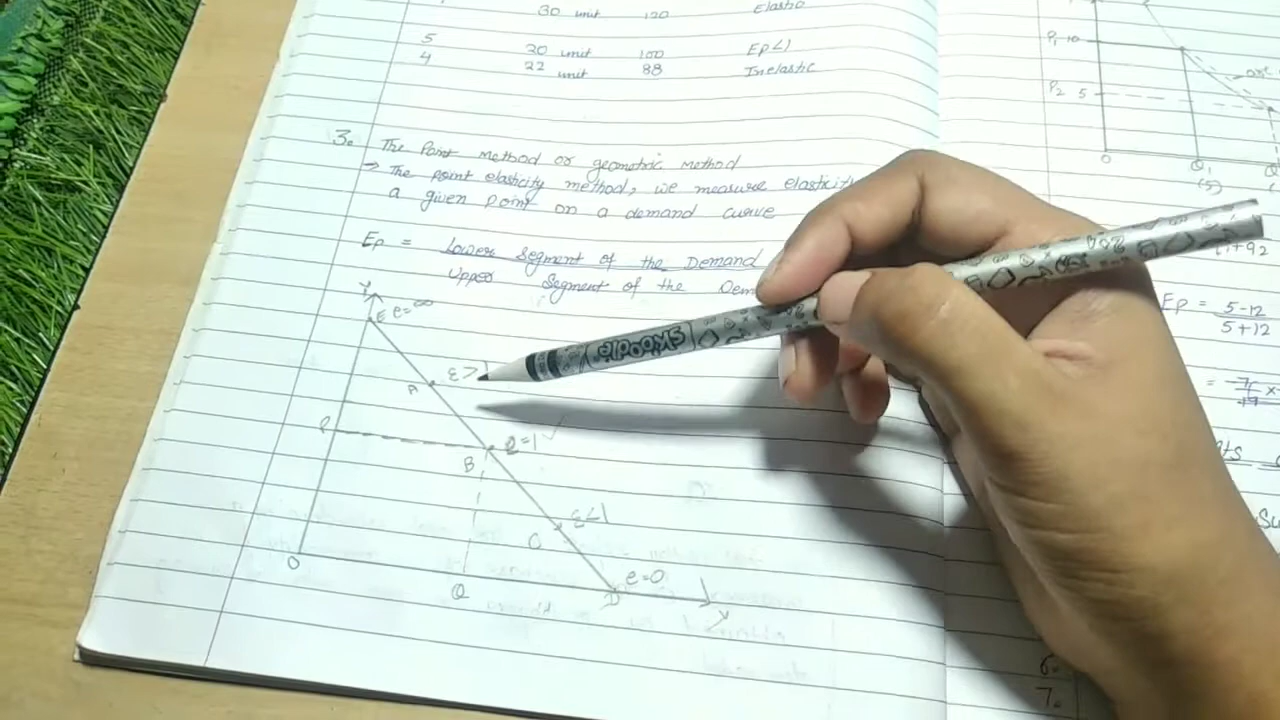 30 unit 120 Elastic
5 20 unit 100 Ep<1
4 22 unit 88 Inelastic
3. The Point method or geometric method
→ The point elasticity method, we measure elasticity
a given point on a demand curve
Ep = Lower Segment of the Demand
Upper Segment of the Dem
Y
E e=∞
A e>1
P
B e=1 ✓
C e<1
O
Q
D e=0
X
P1 10
P2 5
O Q1
(5)
Ep = 5-12
5+12
6.
7.
skoodle